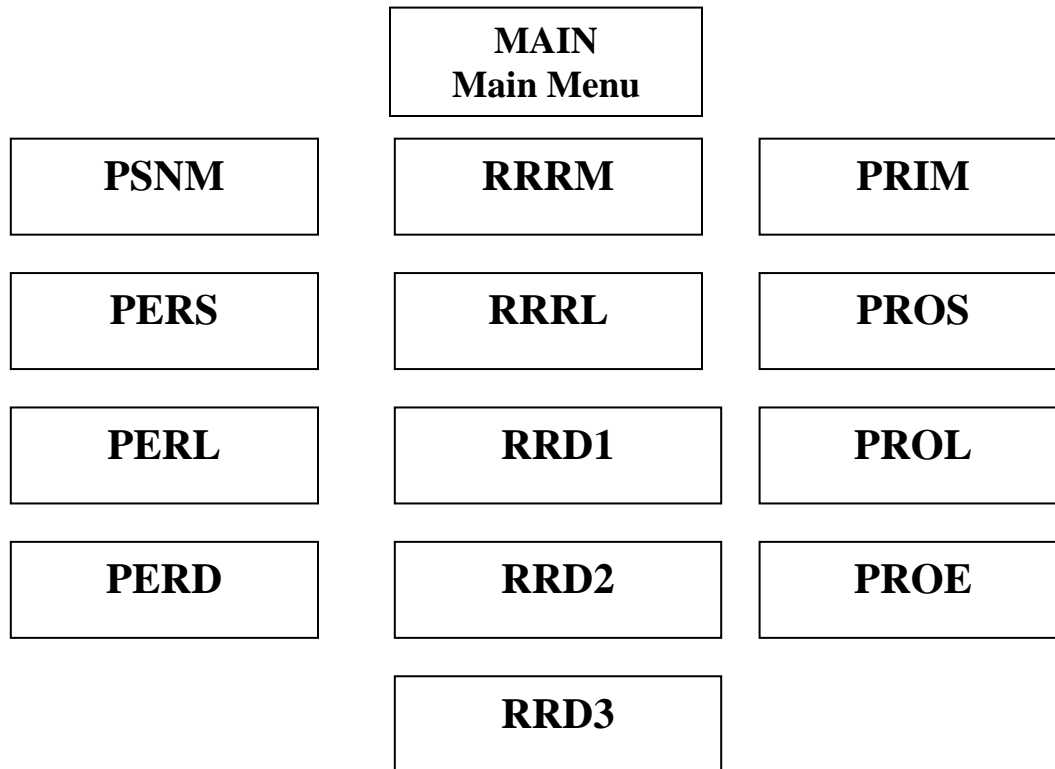 MAIN
Main Menu
PSNM RRRM PRIM
PERS RRRL PROS
PERL RRD1 PROL
PERD RRD2 PROE
RRD3